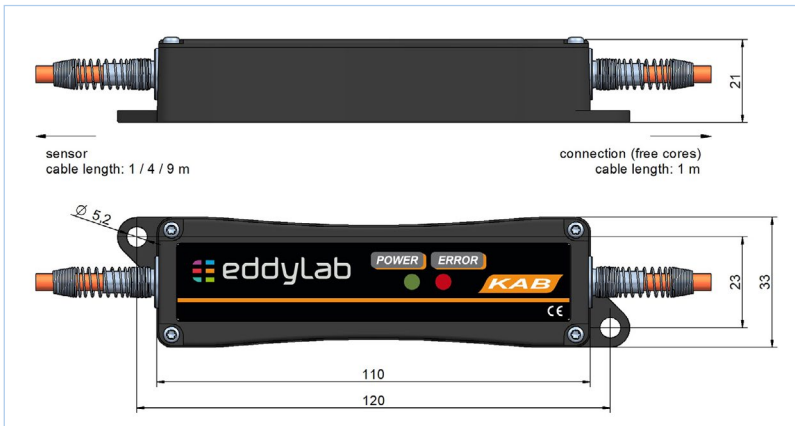 21
sensor
cable length: 1 / 4 / 9 m
connection (free cores)
cable length: 1 m
Ø 5,2
eddyLab
POWER ERROR
KAB
CE
23
33
110
120